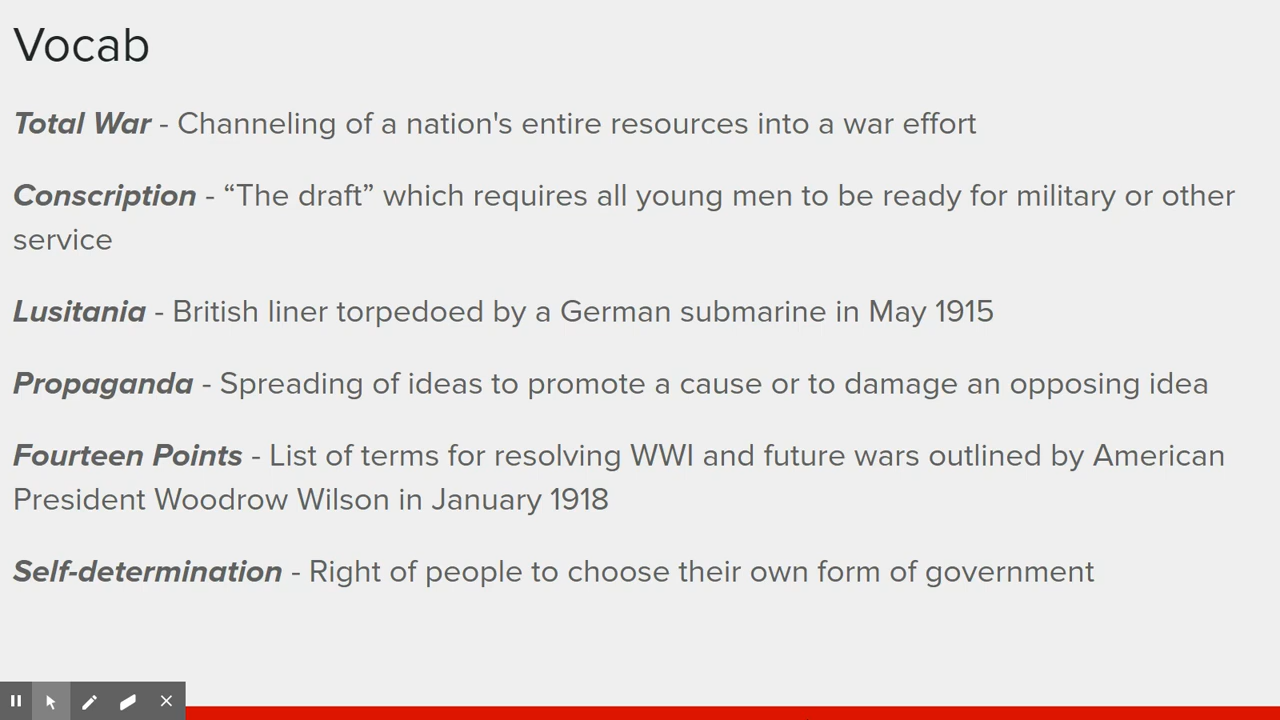 Vocab
Total War - Channeling of a nation's entire resources into a war effort
Conscription - “The draft” which requires all young men to be ready for military or other
service
Lusitania - British liner torpedoed by a German submarine in May 1915
Propaganda - Spreading of ideas to promote a cause or to damage an opposing idea
Fourteen Points - List of terms for resolving WWI and future wars outlined by American
President Woodrow Wilson in January 1918
Self-determination - Right of people to choose their own form of government